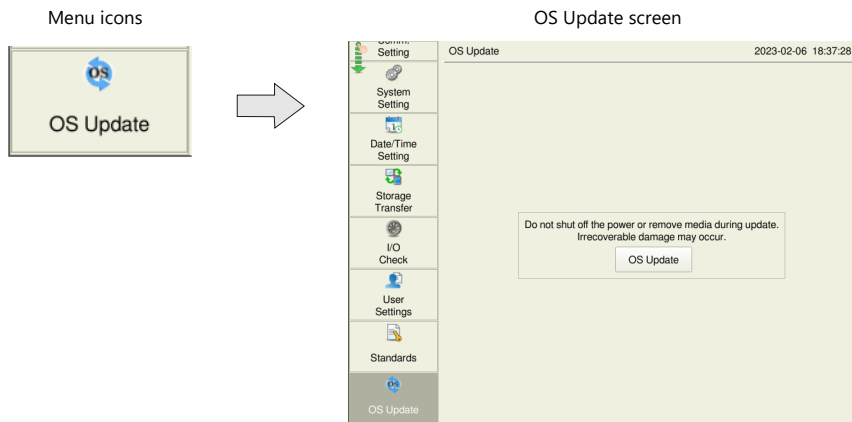 Menu icons
OS Update screen
OS
OS Update
Comm.
Setting
System
Setting
Date/Time
Setting
Storage
Transfer
I/O
Check
User
Settings
Standards
OS
OS Update
OS Update
2023-02-06 18:37:28
Do not shut off the power or remove media during update.
Irrecoverable damage may occur.
OS Update